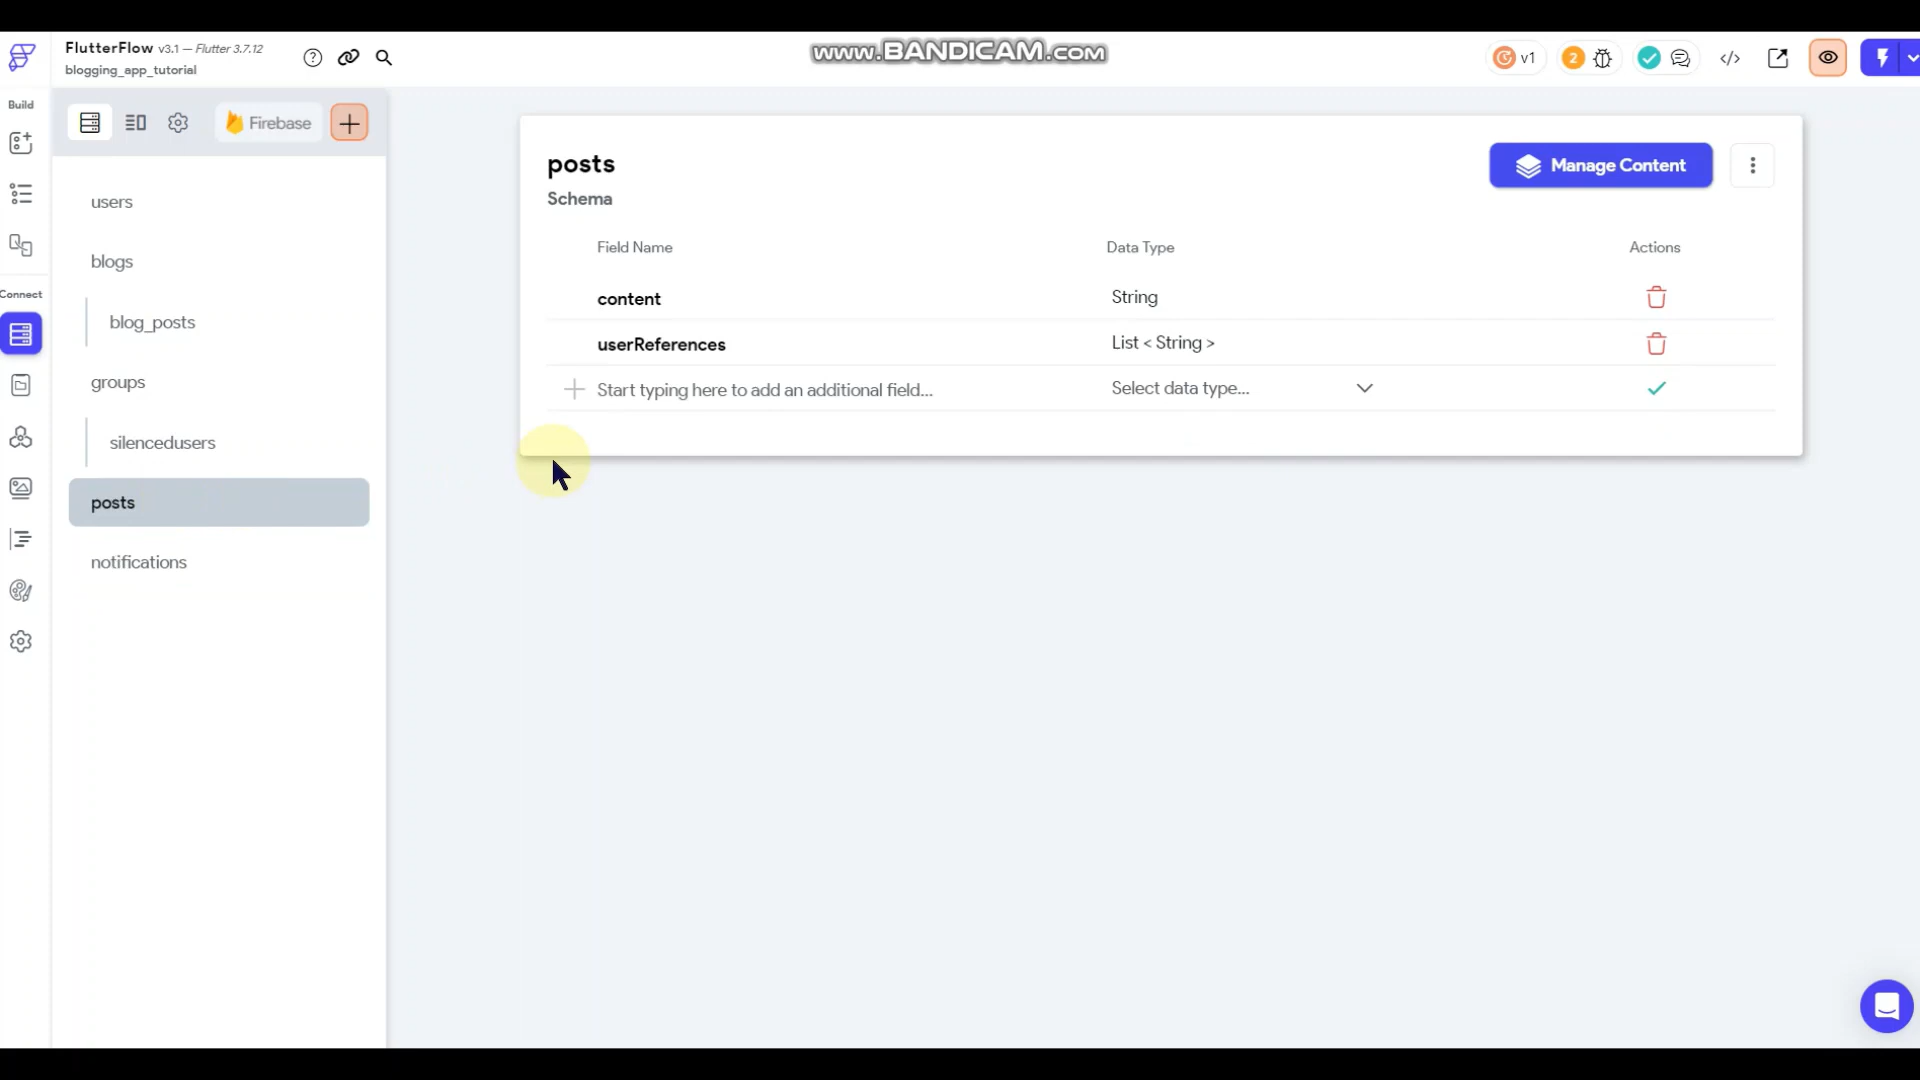 FlutterFlow v3.1 — Flutter 3.7.12
blogging_app_tutorial
www.BANDICAM.com
v1
2
Build
Firebase
users
blogs
blog_posts
groups
silencedusers
posts
notifications
Connect
posts
Schema
Manage Content
Field Name Data Type Actions
content String
userReferences List < String >
Start typing here to add an additional field... Select data type...